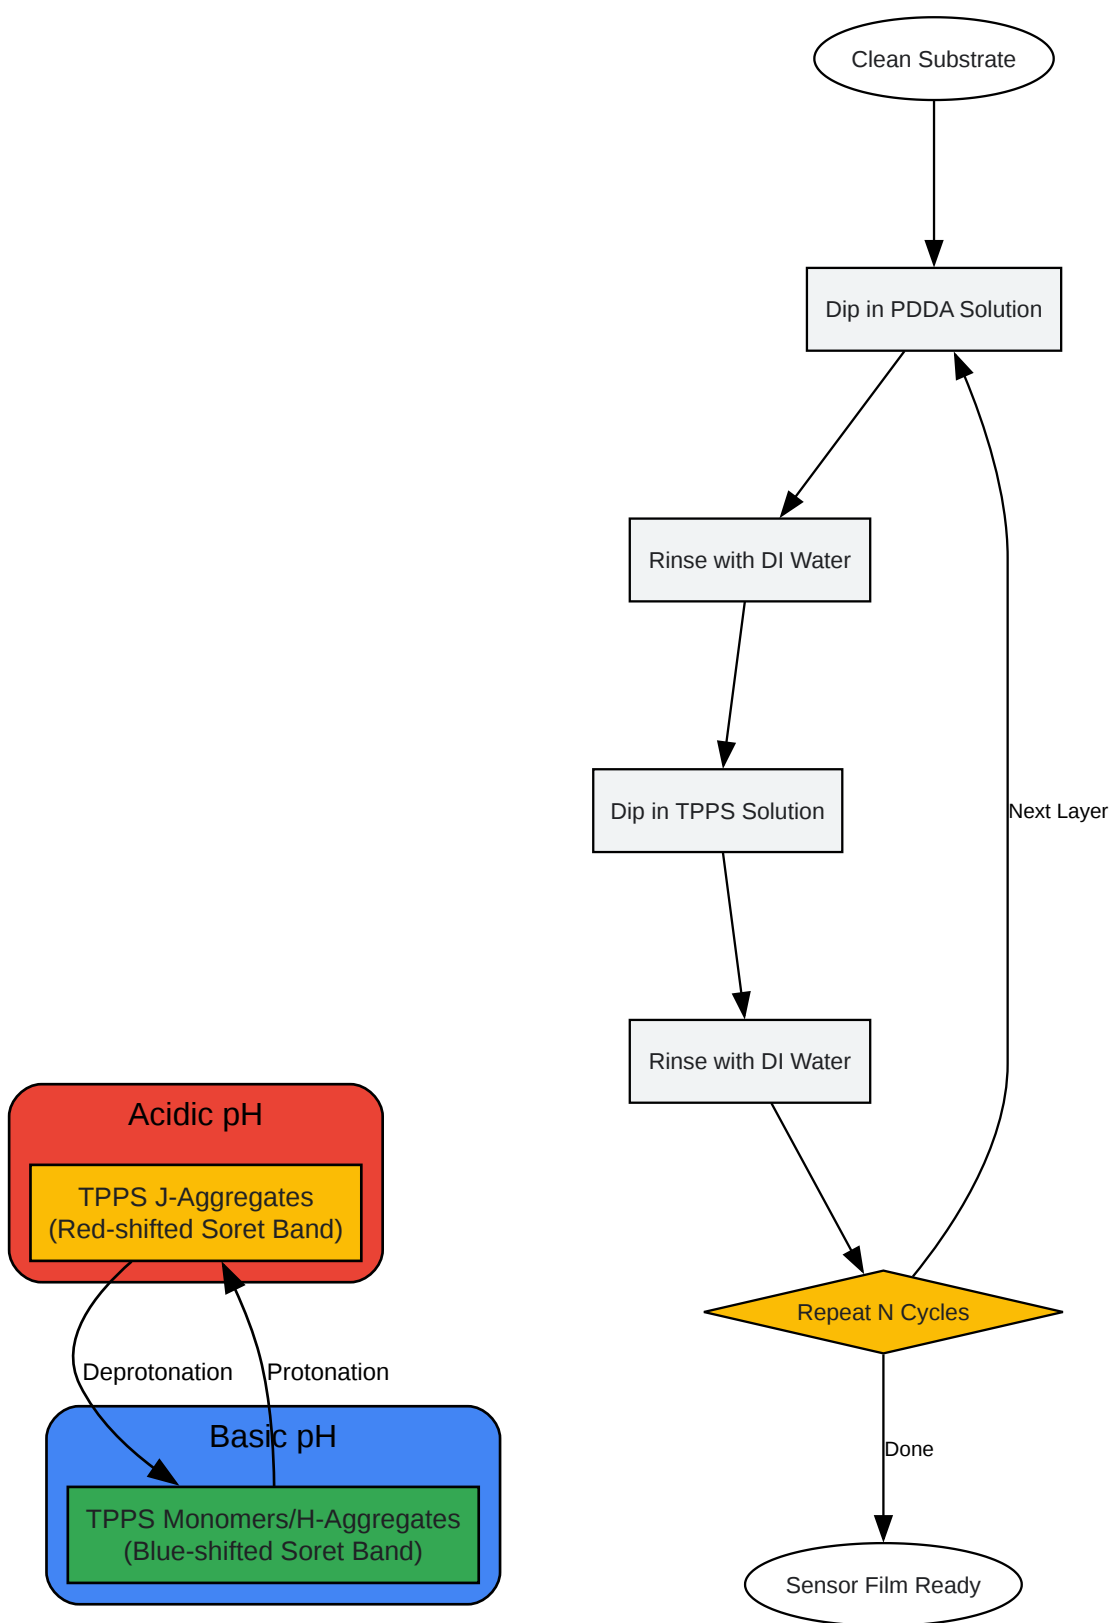 Clean Substrate
Dip in PDDA Solution
Rinse with DI Water
Dip in TPPS Solution
Next Layer
Rinse with DI Water
Repeat N Cycles
Done
Sensor Film Ready
Acidic pH
TPPS J-Aggregates
(Red-shifted Soret Band)
Deprotonation
Protonation
Basic pH
TPPS Monomers/H-Aggregates
(Blue-shifted Soret Band)